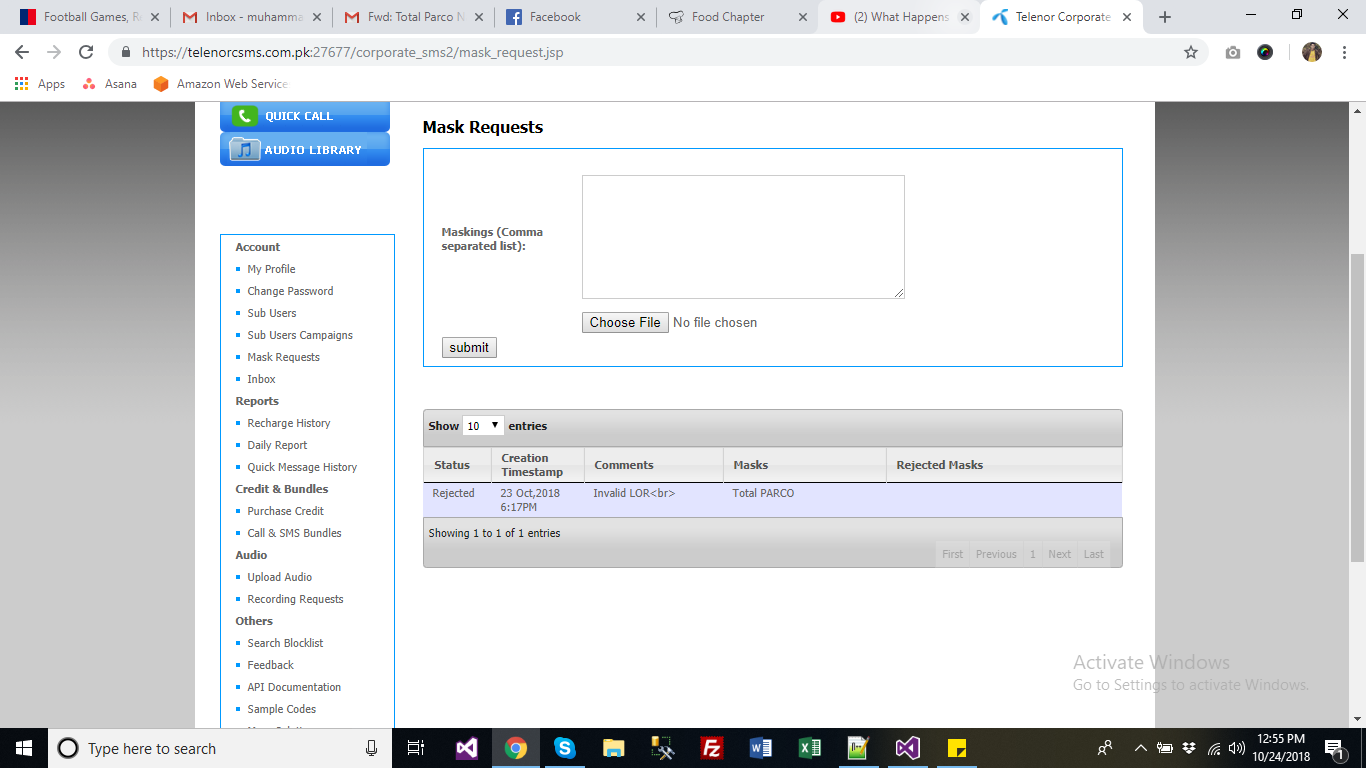 Football Games, R
Inbox - muhamma
Fwd: Total Parco N
Facebook
Food Chapter
(2) What Happens
Telenor Corporate
https://telenorcsms.com.pk:27677/corporate_sms2/mask_request.jsp
Apps
Asana
Amazon Web Service
QUICK CALL
AUDIO LIBRARY
Account
My Profile
Change Password
Sub Users
Sub Users Campaigns
Mask Requests
Inbox
Reports
Recharge History
Daily Report
Quick Message History
Credit & Bundles
Purchase Credit
Call & SMS Bundles
Audio
Upload Audio
Recording Requests
Others
Search Blocklist
Feedback
API Documentation
Sample Codes
Mask Requests
Maskings (Comma
separated list):
Choose File No file chosen
submit
Show 10 entries
Status
Creation
Timestamp
Comments
Masks
Rejected Masks
Rejected
23 Oct,2018
6:17PM
Invalid LOR<br>
Total PARCO
Showing 1 to 1 of 1 entries
First Previous 1 Next Last
Activate Windows
Go to Settings to activate Windows.
Type here to search
12:55 PM
10/24/2018
1